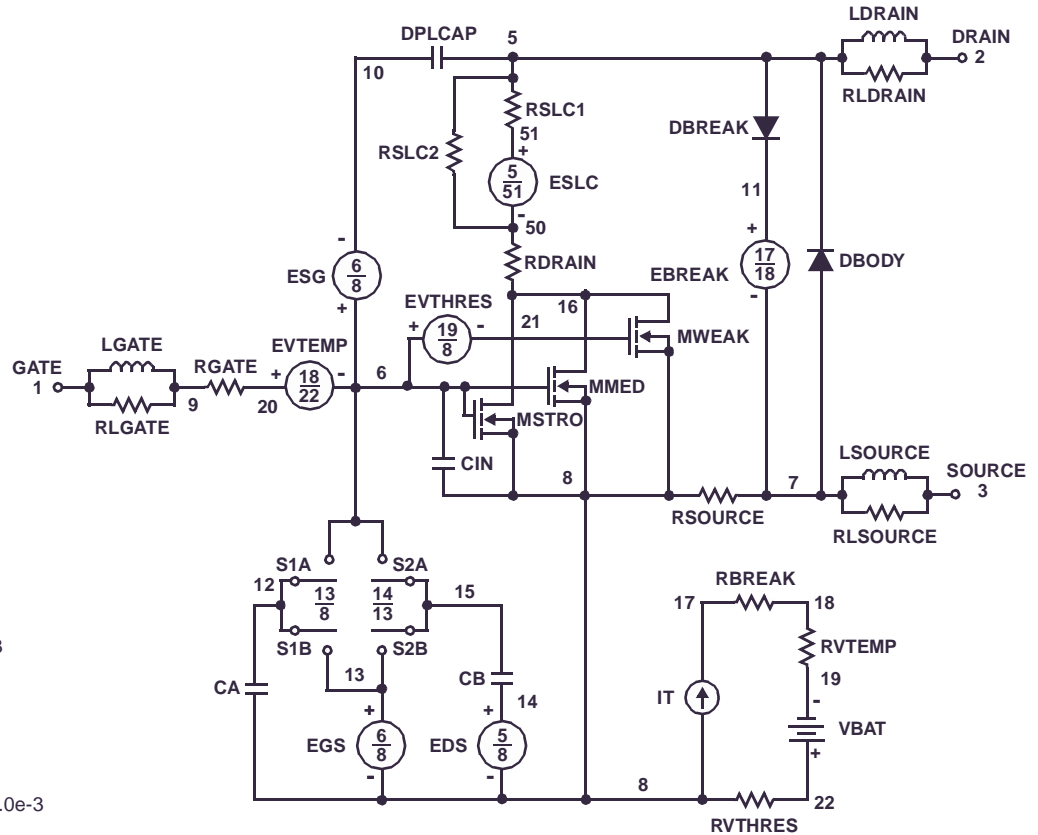 LDRAIN
DPLCAP 5 DRAIN
2
10
RLDRAIN
RSLC1
DBREAK
51
RSLC2
+
5
51
ESLC
11
-
50
-
+
RDRAIN
17
18
DBODY
ESG 6
8
EBREAK
EVTHRES
16
-
+
+ 19
8
- 21
MWEAK
LGATE EVTEMP
GATE
1
RGATE + 18
22
- 6
MMED
9 20
MSTRO
RLGATE
LSOURCE
CIN
8 7
SOURCE
3
RSOURCE
RLSOURCE
S1A S2A
12 13
8
14
13
15
RBREAK
17 18
S1B S2B
RVTEMP
13 CB 19
CA 14
IT -
+ +
VBAT
EGS 6
8
EDS 5
8
+
- -
8
22
RVTHRES
.0e-3